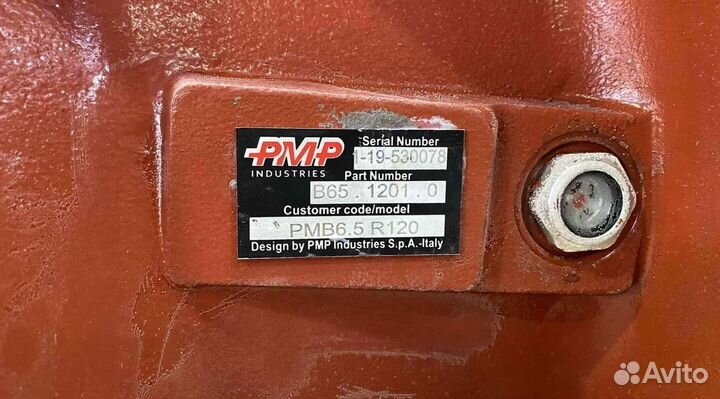 PMP
INDUSTRIES
Serial Number
1-19-530078
Part Number
B65 . 1201 . 0
Customer code/model
PMB6.5 R120
Design by PMP Industries S.p.A.-Italy
Avito